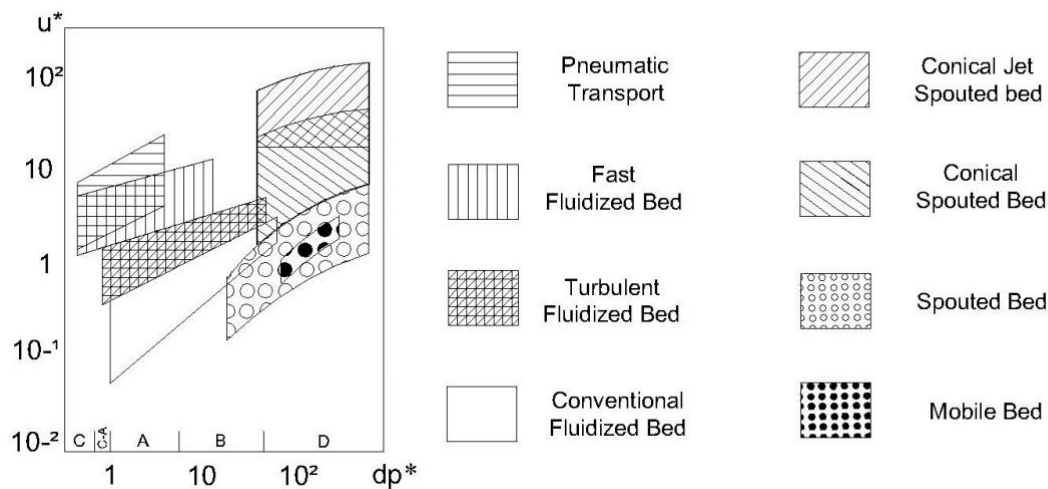 u*
10²
10
1
10-¹
10-²
C
C-A
A
B
D
1
10
10²
dp*
Pneumatic
Transport
Fast
Fluidized Bed
Turbulent
Fluidized Bed
Conventional
Fluidized Bed
Conical Jet
Spouted bed
Conical
Spouted Bed
Spouted Bed
Mobile Bed